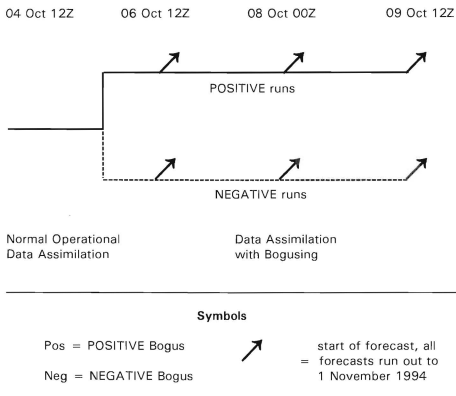 04 Oct 12Z 06 Oct 12Z 08 Oct 00Z 09 Oct 12Z
POSITIVE runs
NEGATIVE runs
Normal Operational Data Assimilation
Data Assimilation with Bogusing
Symbols
Pos = POSITIVE Bogus
start of forecast, all
= forecasts run out to
Neg = NEGATIVE Bogus
1 November 1994